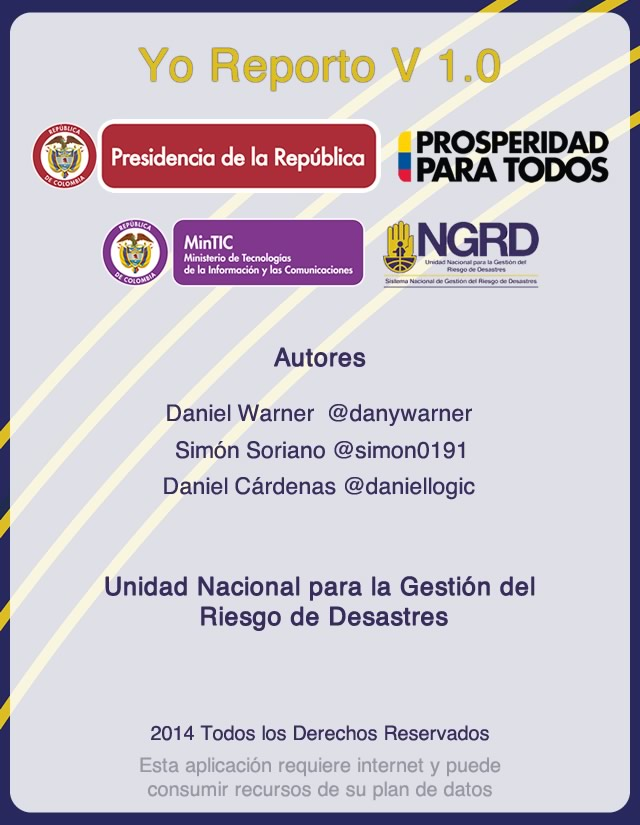 Yo Reporto V 1.0
REPÚBLICA
DE COLOMBIA
Presidencia de la República
PROSPERIDAD
PARA TODOS
REPÚBLICA
DE COLOMBIA
MinTIC
Ministerio de Tecnologías
de la Información y las Comunicaciones
NGRD
Unidad Nacional para la Gestión del
Riesgo de Desastres
Sistema Nacional de Gestión del Riesgo de Desastres
Autores
Daniel Warner @danywarner
Simón Soriano @simon0191
Daniel Cárdenas @daniellogic
Unidad Nacional para la Gestión del
Riesgo de Desastres
2014 Todos los Derechos Reservados
Esta aplicación requiere internet y puede
consumir recursos de su plan de datos